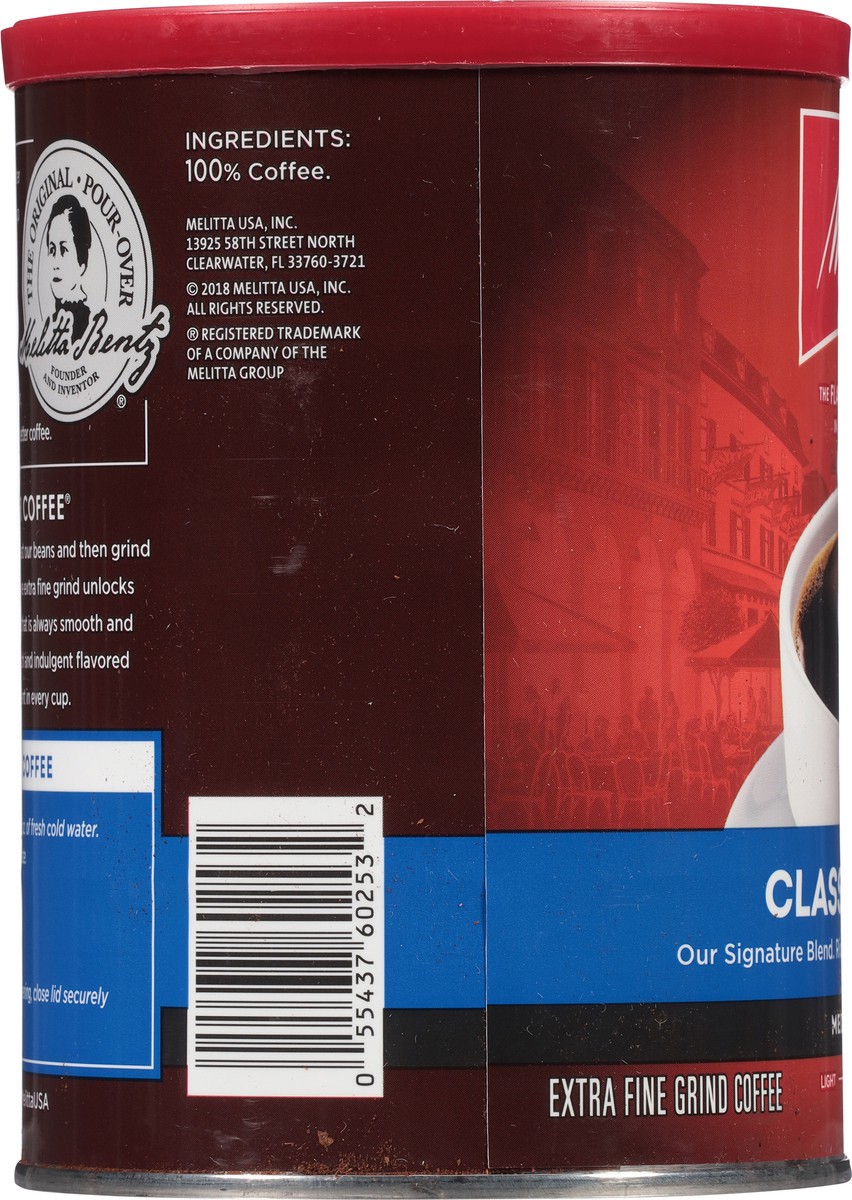 THE ORIGINAL • POUR-OVER
Melitta Bentz
FOUNDER
AND INVENTOR
®
coffee.
COFFEE®
our beans and then grind
extra fine grind unlocks
is always smooth and
and indulgent flavored
in every cup.
COFFEE
of fresh cold water.
close lid securely
INGREDIENTS:
100% Coffee.
MELITTA USA, INC.
13925 58TH STREET NORTH
CLEARWATER, FL 33760-3721
© 2018 MELITTA USA, INC.
ALL RIGHTS RESERVED.
® REGISTERED TRADEMARK
OF A COMPANY OF THE
MELITTA GROUP
0 55437 60253 2
THE
CLAS
Our Signature Blend.
EXTRA FINE GRIND COFFEE
LIGHT